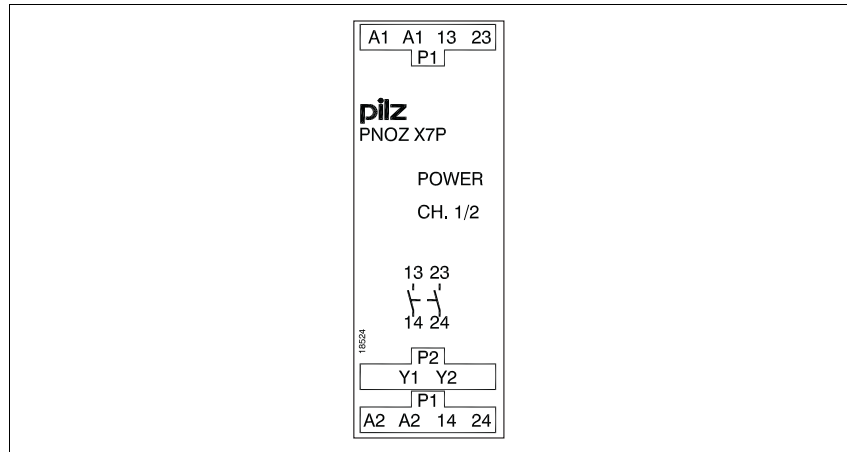 A1 A1 13 23
P1
pilz
PNOZ X7P
POWER
CH. 1/2
13 23
14 24
18524
P2
Y1 Y2
P1
A2 A2 14 24